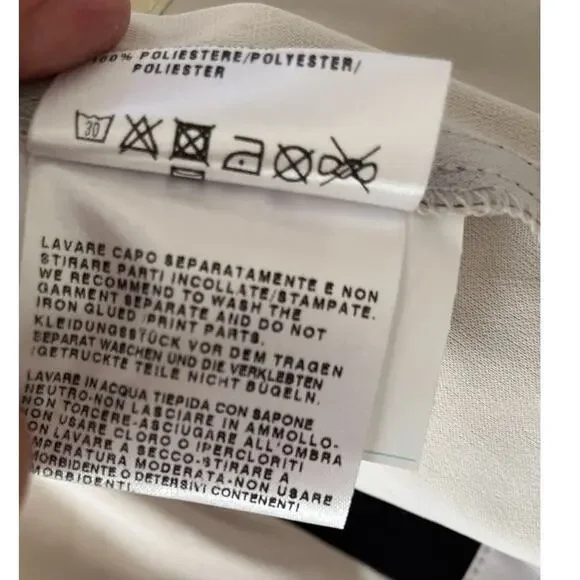 100% POLIESTERE/POLYESTER/
POLIESTER
30
LAVARE CAPO SEPARATAMENTE E NON
STIRARE PARTI INCOLLATE/STAMPATE.
WE RECOMMEND TO WASH THE
GARMENT SEPARATE AND DO NOT
IRON GLUED /PRINT PARTS.
KLEIDUNGSSTÜCK VOR DEM TRAGEN
SEPARAT WASCHEN UND DIE VERKLEBTEN
/GETRUCKTE TEILE NICHT BÜGELN.
LAVARE IN ACQUA TIEPIDA CON SAPONE
NEUTRO-NON LASCIARE IN AMMOLLO-
NON TORCERE-ASCIUGARE ALL'OMBRA
NON USARE CLORO O IPERCLORITI
NON LAVARE A SECCO-STIRARE A
TEMPERATURA MODERATA-NON USARE
MORBIDENTE O DETERSIVI CONTENENTI
MORBIDENTI